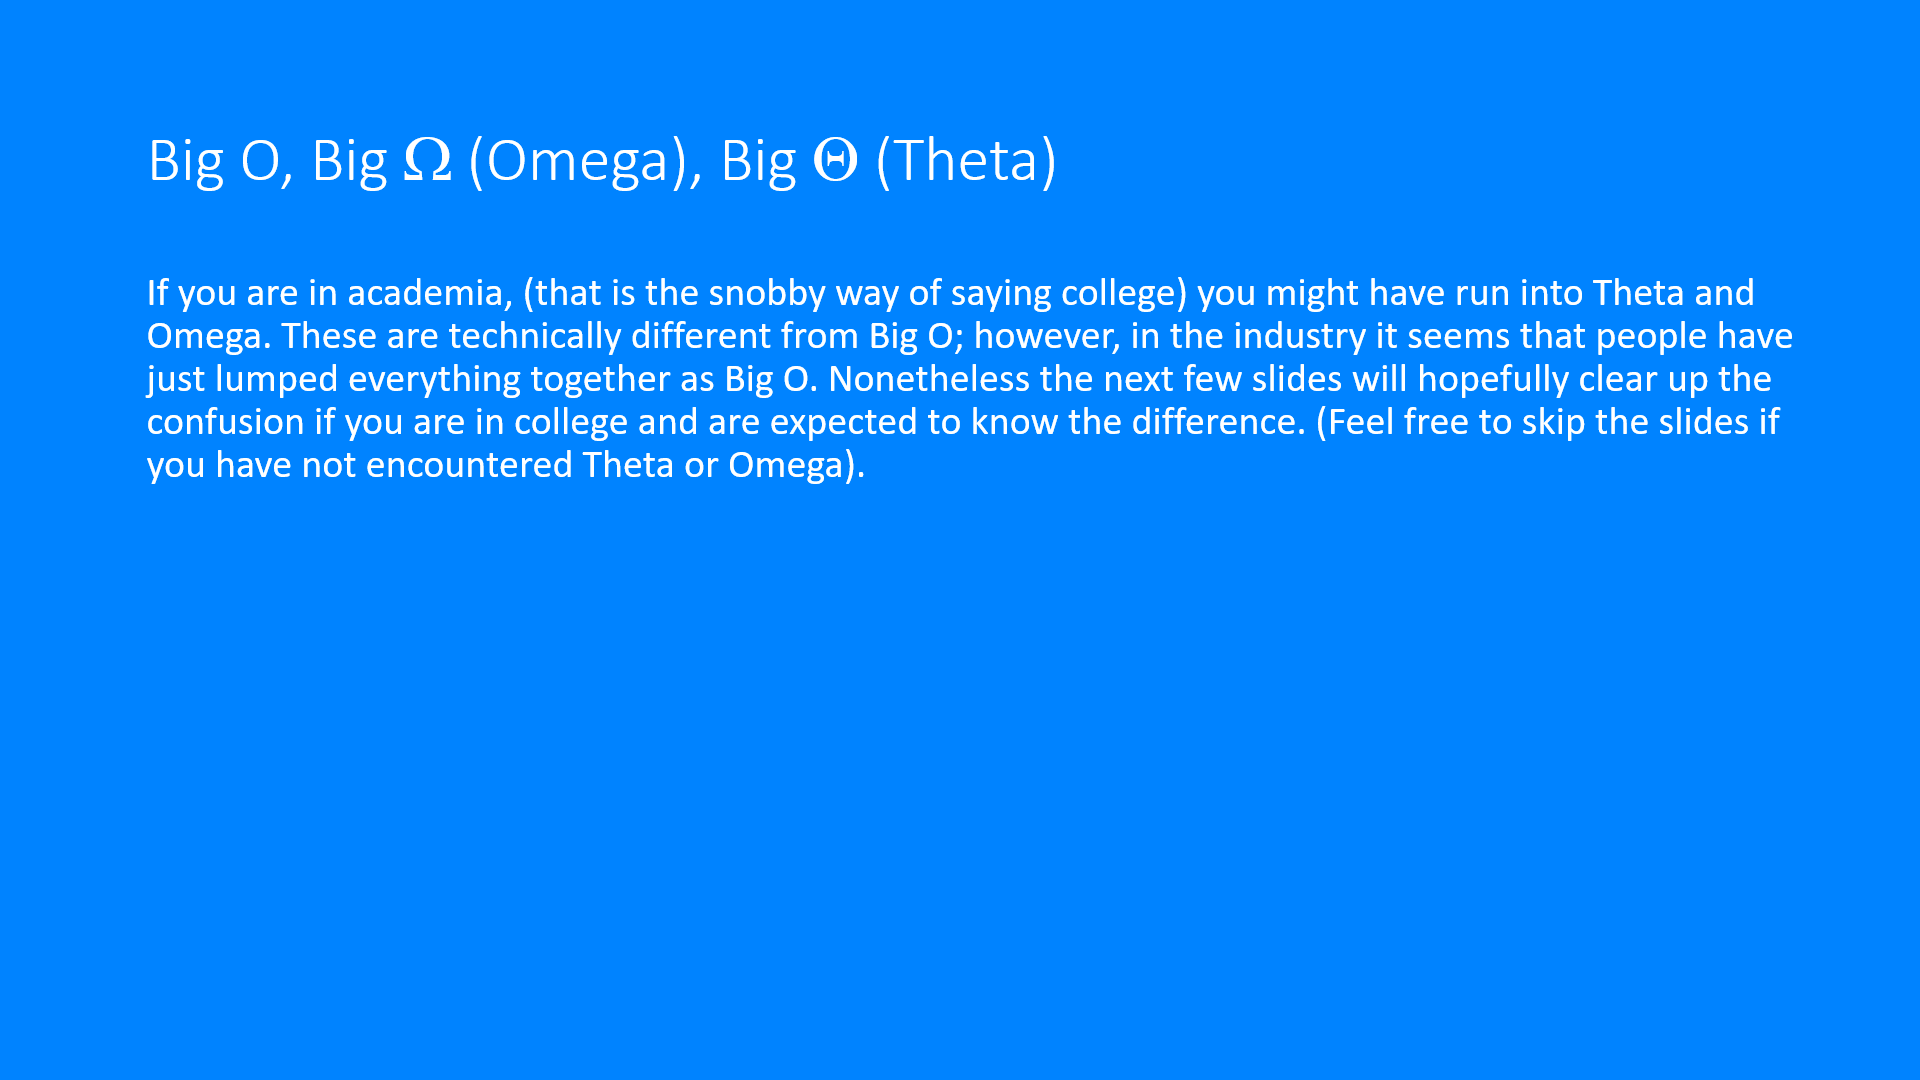 Big O, Big Ω (Omega), Big Θ (Theta)
If you are in academia, (that is the snobby way of saying college) you might have run into Theta and
Omega. These are technically different from Big O; however, in the industry it seems that people have
just lumped everything together as Big O. Nonetheless the next few slides will hopefully clear up the
confusion if you are in college and are expected to know the difference. (Feel free to skip the slides if
you have not encountered Theta or Omega).